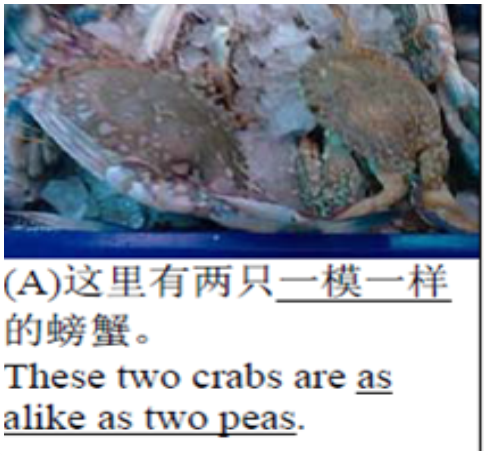 (A)这里有两只一模一样
的螃蟹。
These two crabs are as
alike as two peas.